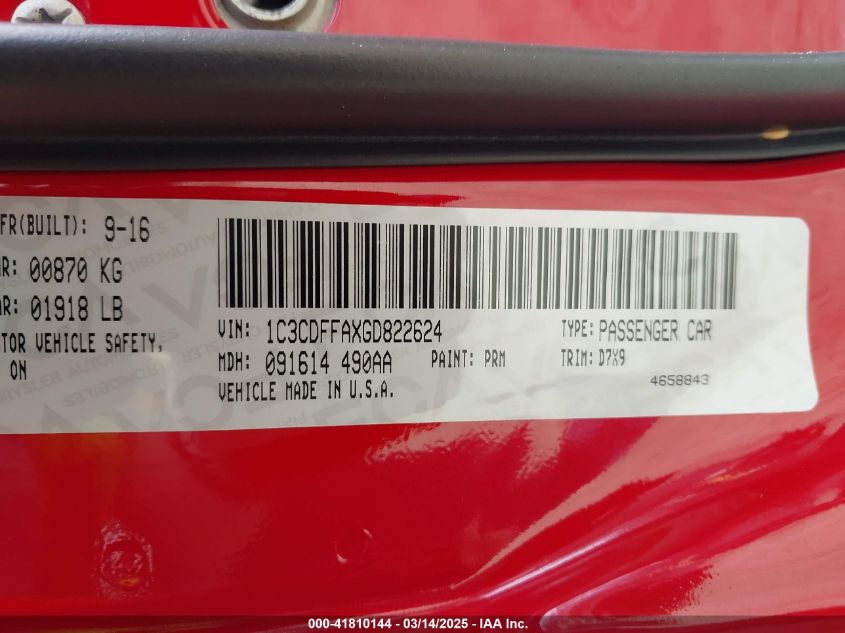 FR(BUILT): 9-16
R: 00870 KG
AR: 01918 LB
TOR VEHICLE SAFETY,
ON
VIN: 1C3CDFFAXGD822624
TYPE: PASSENGER CAR
MDH: 091614 490AA
PAINT: PRM
TRIM: D7X9
VEHICLE MADE IN U.S.A.
4658843
000-41810144 - 03/14/2025 - IAA Inc.